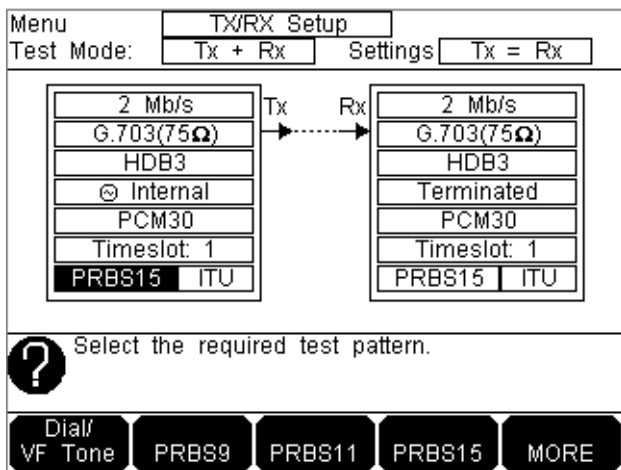 Menu TX/RX Setup
Test Mode: Tx + Rx Settings Tx = Rx
2 Mb/s Tx Rx 2 Mb/s
G.703(75Ω) G.703(75Ω)
HDB3 HDB3
Internal Terminated
PCM30 PCM30
Timeslot: 1 Timeslot: 1
PRBS15 ITU PRBS15 ITU
? Select the required test pattern.
Dial/
VF Tone PRBS9 PRBS11 PRBS15 MORE